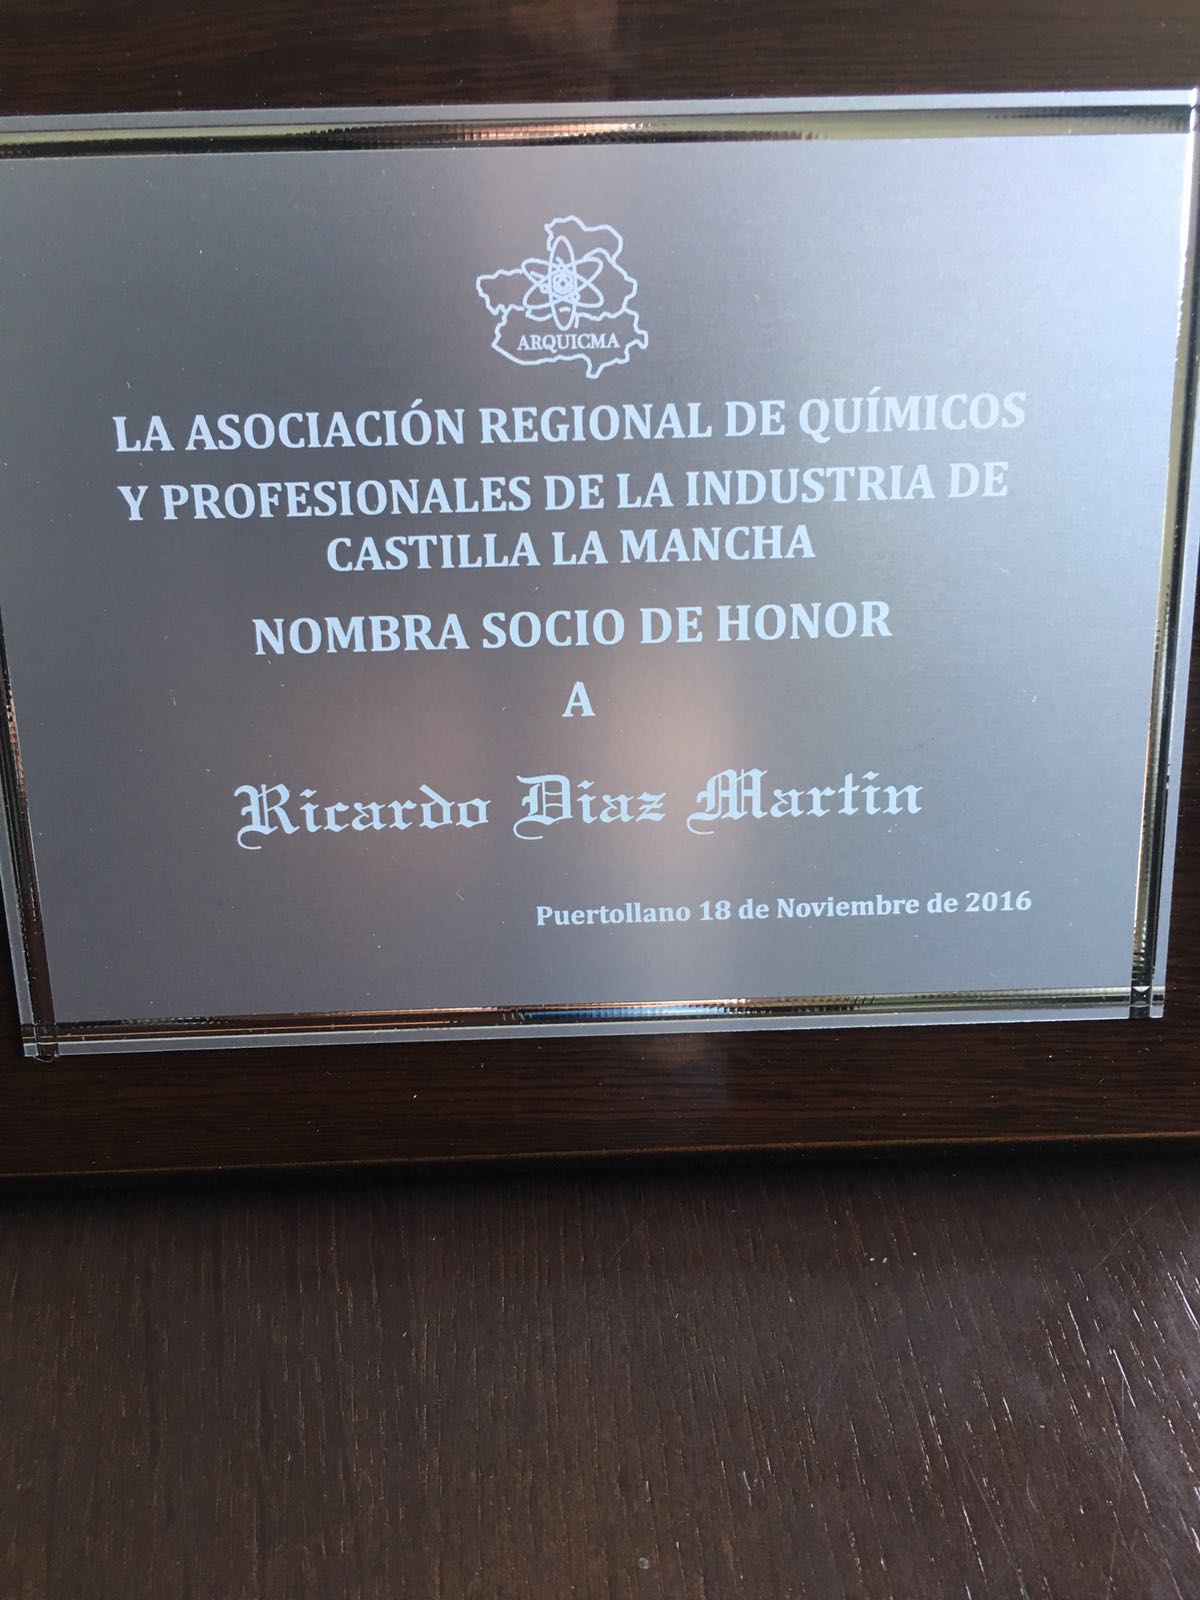 ARQUICMA
LA ASOCIACIÓN REGIONAL DE QUÍMICOS
Y PROFESIONALES DE LA INDUSTRIA DE
CASTILLA LA MANCHA
NOMBRA SOCIO DE HONOR
A
Ricardo Diaz Martin
Puertollano 18 de Noviembre de 2016